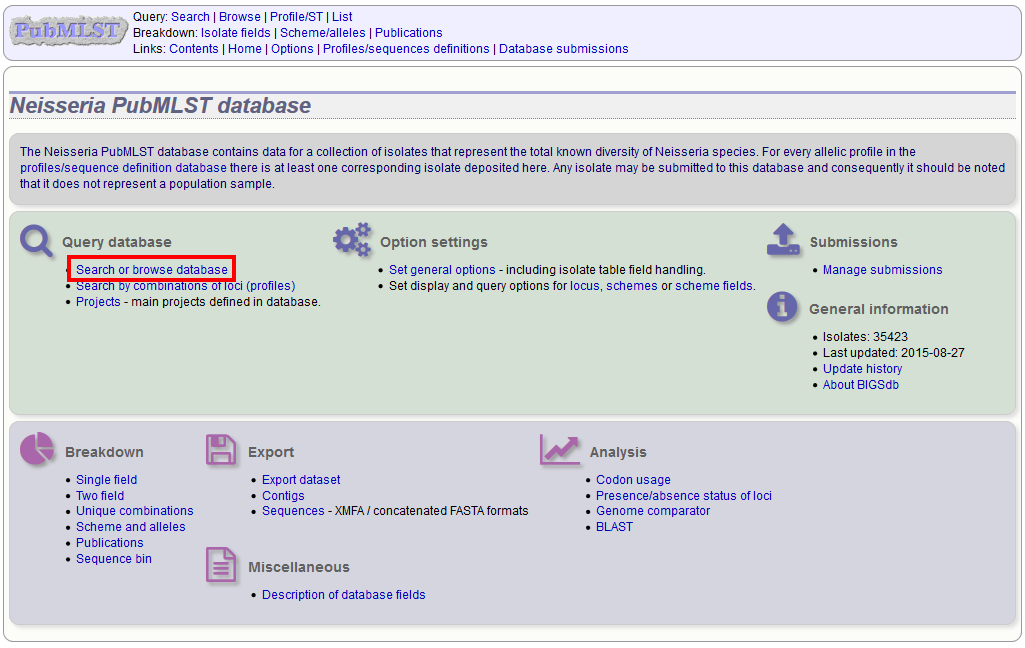 PubMLST
Query: Search | Browse | Profile/ST | List
Breakdown: Isolate fields | Scheme/alleles | Publications
Links: Contents | Home | Options | Profiles/sequences definitions | Database submissions
Neisseria PubMLST database
The Neisseria PubMLST database contains data for a collection of isolates that represent the total known diversity of Neisseria species. For every allelic profile in the
profiles/sequence definition database there is at least one corresponding isolate deposited here. Any isolate may be submitted to this database and consequently it should be noted
that it does not represent a population sample.
Query database
• Search or browse database
• Search by combinations of loci (profiles)
• Projects - main projects defined in database.
Option settings
• Set general options - including isolate table field handling.
• Set display and query options for locus, schemes or scheme fields.
Submissions
• Manage submissions
General information
• Isolates: 35423
• Last updated: 2015-08-27
• Update history
• About BIGSdb
Breakdown
• Single field
• Two field
• Unique combinations
• Scheme and alleles
• Publications
• Sequence bin
Export
• Export dataset
• Contigs
• Sequences - XMFA / concatenated FASTA formats
Analysis
• Codon usage
• Presence/absence status of loci
• Genome comparator
• BLAST
Miscellaneous
• Description of database fields